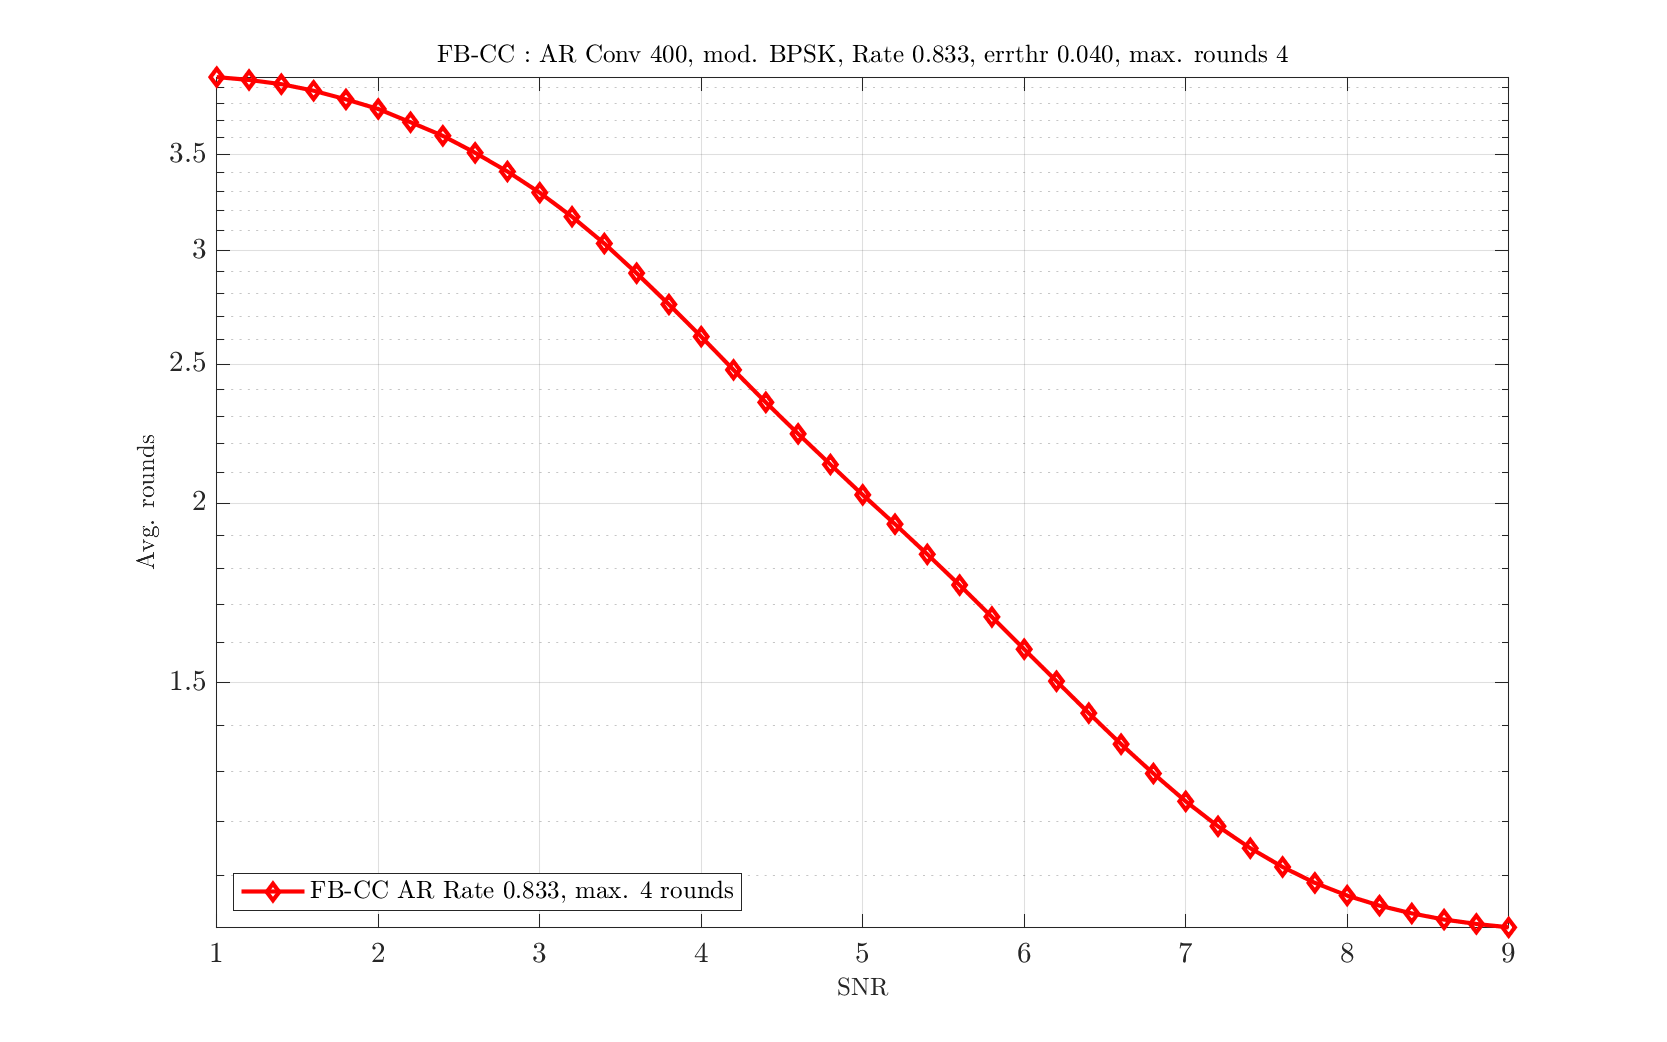 FB-CC : AR Conv 400, mod. BPSK, Rate 0.833, errthr 0.040, max. rounds 4
3.5
3
2.5
2
1.5
Avg. rounds
FB-CC AR Rate 0.833, max. 4 rounds
1 2 3 4 5 6 7 8 9
SNR